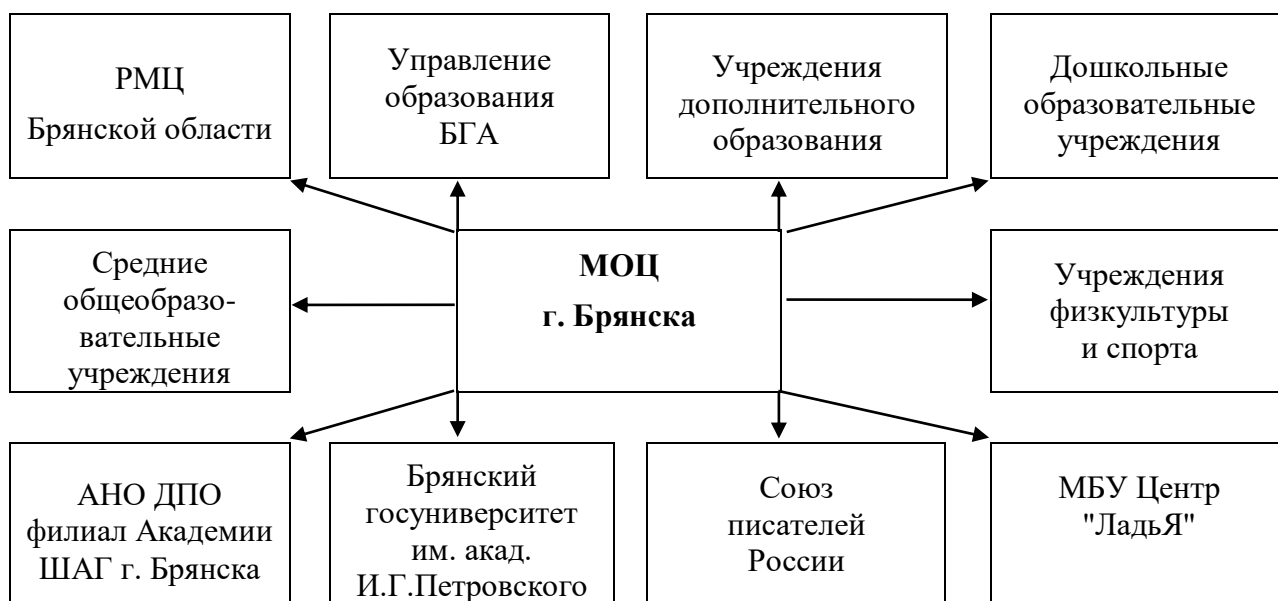 РМЦ
Брянской области
Управление
образования
БГА
Учреждения
дополнительного
образования
Дошкольные
образовательные
учреждения
Средние
общеобразо-
вательные
учреждения
МОЦ
г. Брянска
Учреждения
физкультуры
и спорта
АНО ДПО
филиал Академии
ШАГ г. Брянска
Брянский
госуниверситет
им. акад.
И.Г.Петровского
Союз
писателей
России
МБУ Центр
"ЛадьЯ"